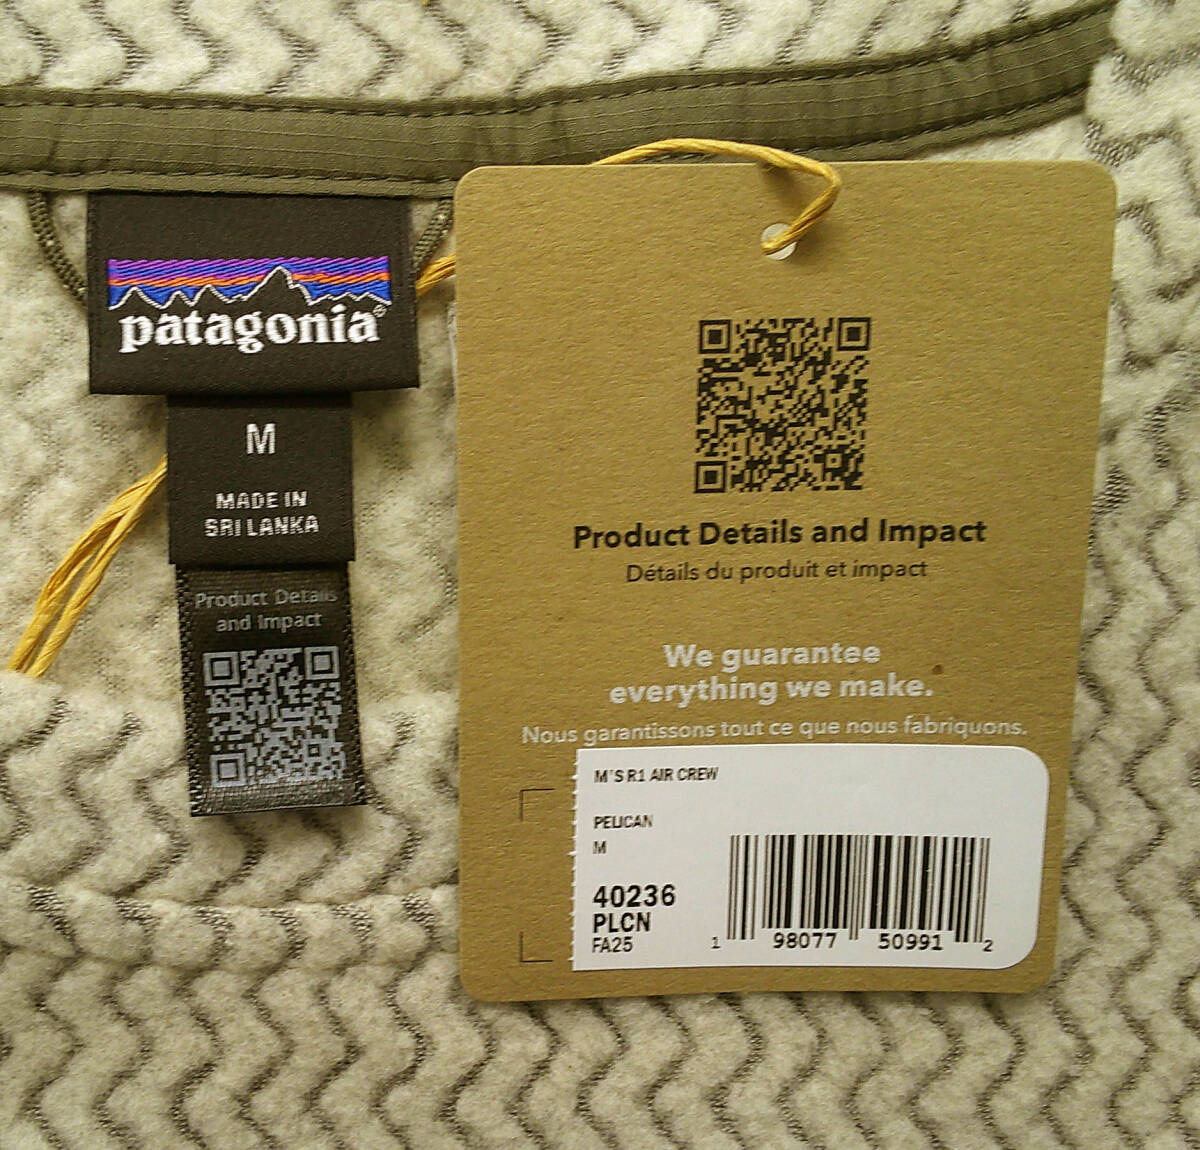 patagonia®
M
MADE IN
SRI LANKA
Product Details
and Impact
Product Details and Impact
Détails du produit et impact
We guarantee
everything we make.
Nous garantissons tout ce que nous fabriquons.
M'S R1 AIR CREW
PELICAN
M
40236
PLCN
FA25
1 98077 50991 2